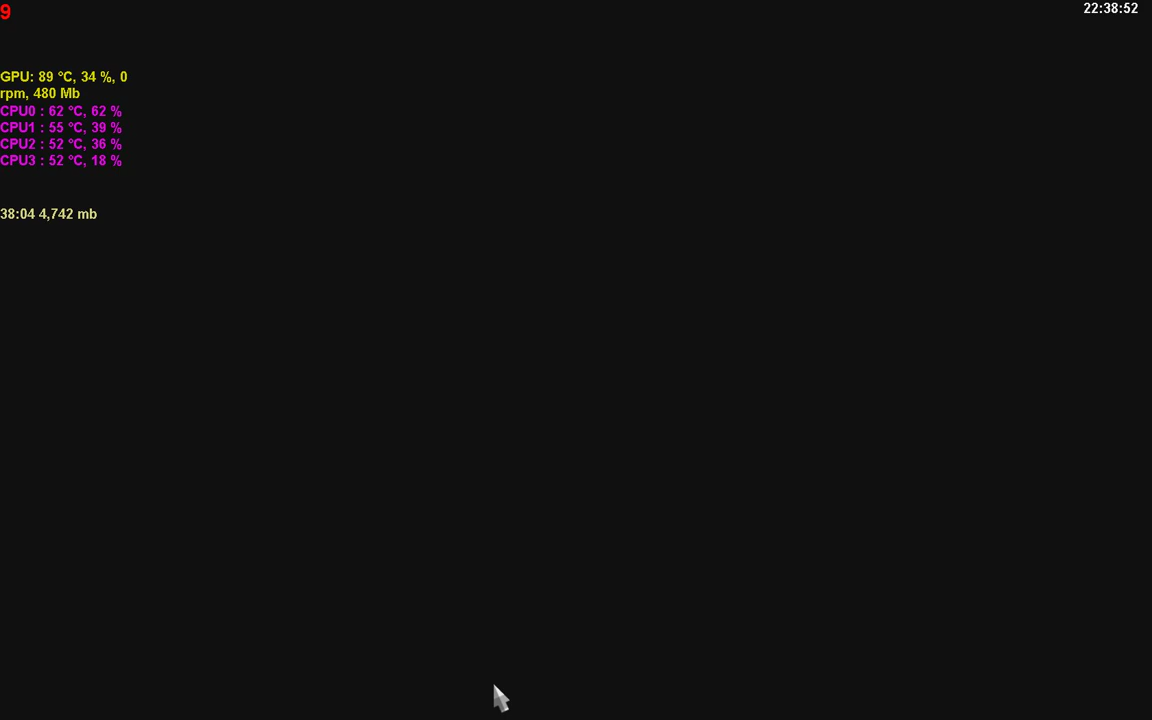 9
22:38:52
GPU: 89 °C, 34 %, 0
rpm, 480 Mb
CPU0 : 62 °C, 62 %
CPU1 : 55 °C, 39 %
CPU2 : 52 °C, 36 %
CPU3 : 52 °C, 18 %
38:04 4,742 mb